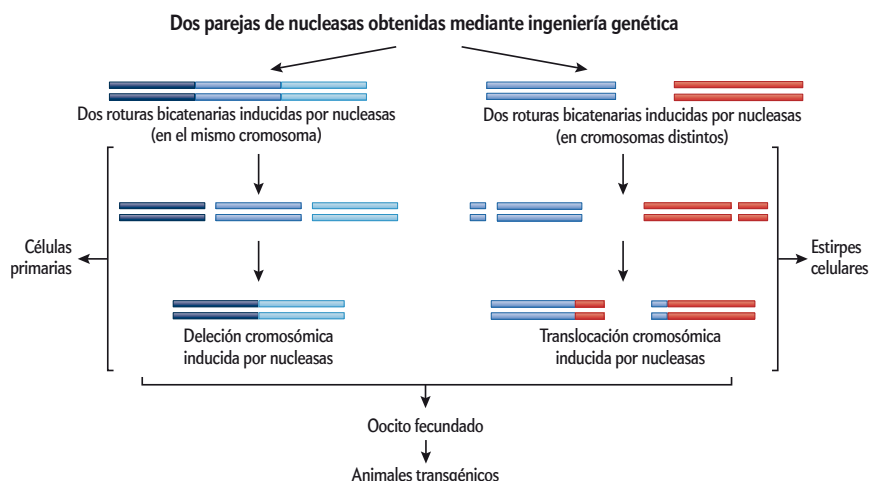 Dos parejas de nucleasas obtenidas mediante ingeniería genética
Dos roturas bicatenarias inducidas por nucleasas
(en el mismo cromosoma)
Dos roturas bicatenarias inducidas por nucleasas
(en cromosomas distintos)
Células
primarias
Estirpes
celulares
Deleción cromosómica
inducida por nucleasas
Translocación cromosómica
inducida por nucleasas
Oocito fecundado
Animales transgénicos